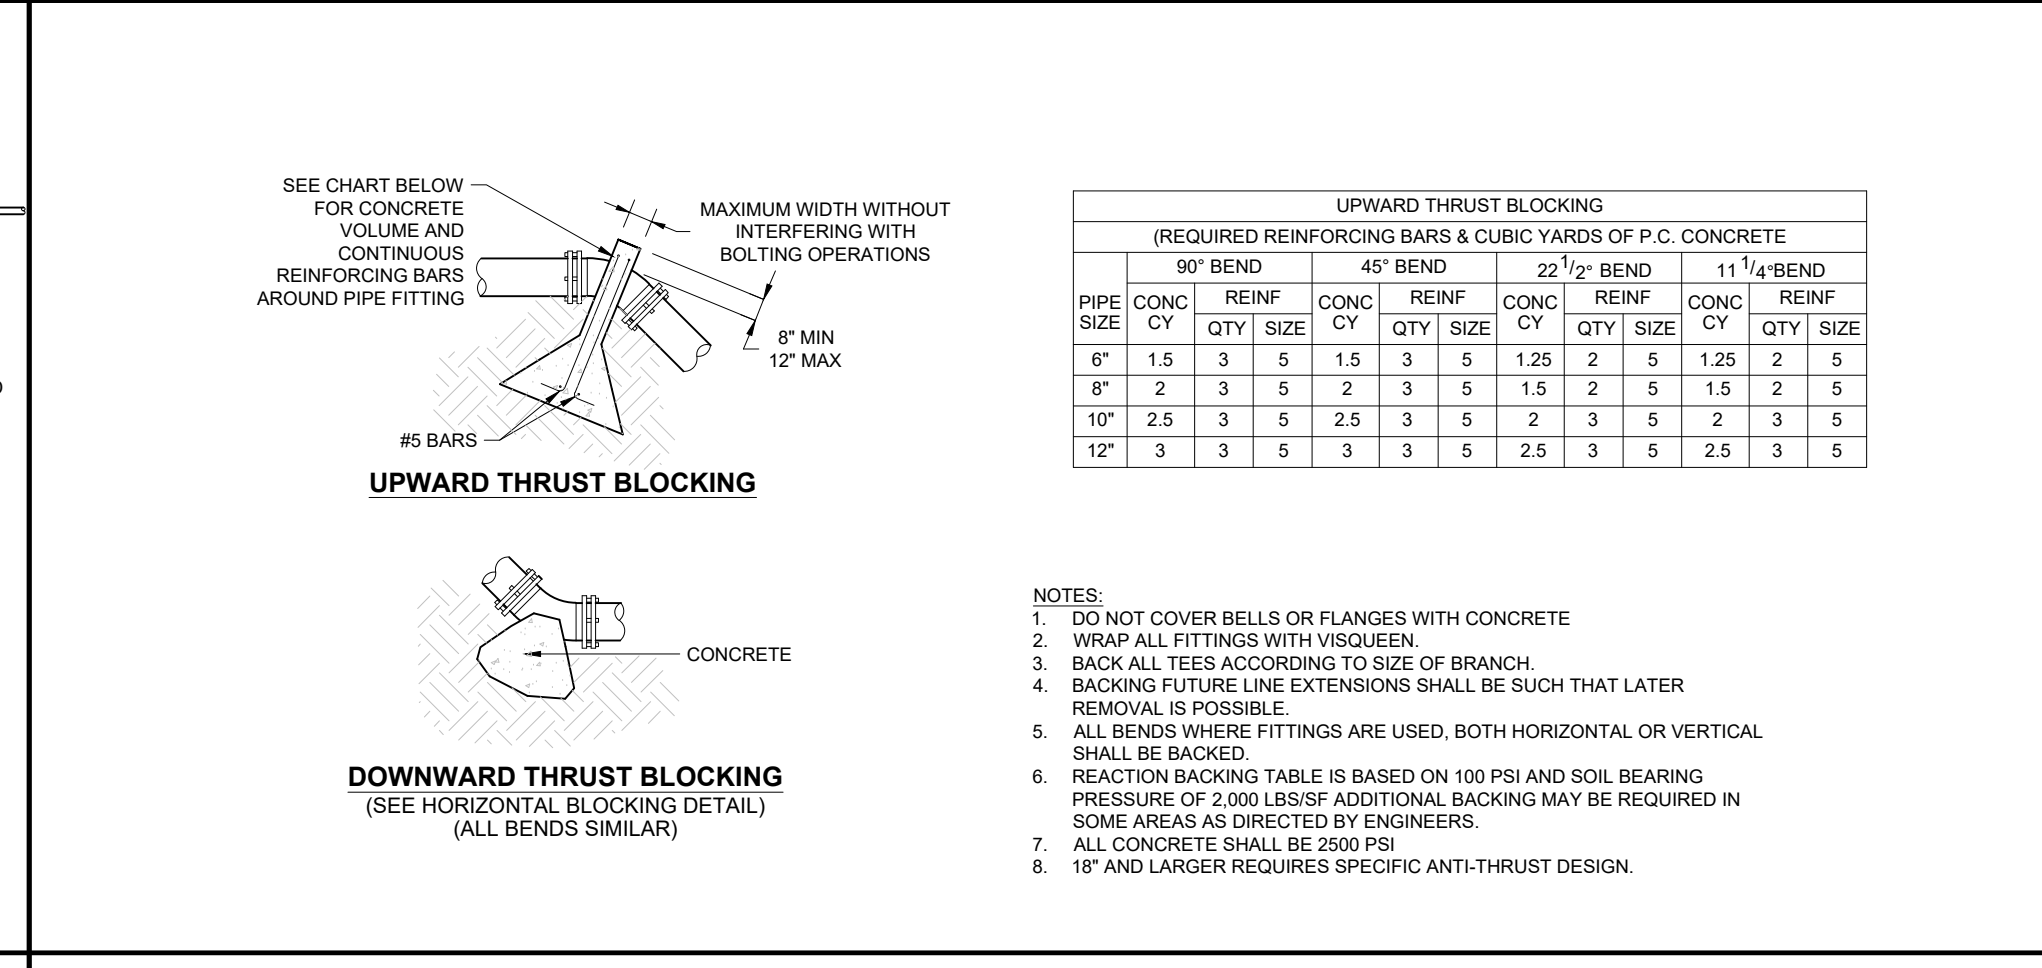 SEE CHART BELOW
FOR CONCRETE
VOLUME AND
CONTINUOUS
REINFORCING BARS
AROUND PIPE FITTING
MAXIMUM WIDTH WITHOUT
INTERFERING WITH
BOLTING OPERATIONS
8" MIN
12" MAX
#5 BARS
UPWARD THRUST BLOCKING
CONCRETE
DOWNWARD THRUST BLOCKING
(SEE HORIZONTAL BLOCKING DETAIL)
(ALL BENDS SIMILAR)
UPWARD THRUST BLOCKING
(REQUIRED REINFORCING BARS & CUBIC YARDS OF P.C. CONCRETE
90° BEND 45° BEND 22 1/2° BEND 11 1/4°BEND
PIPE SIZE CONC CY REINF CONC CY REINF CONC CY REINF CONC CY REINF
QTY SIZE QTY SIZE QTY SIZE QTY SIZE
6" 1.5 3 5 1.5 3 5 1.25 2 5 1.25 2 5
8" 2 3 5 2 3 5 1.5 2 5 1.5 2 5
10" 2.5 3 5 2.5 3 5 2 3 5 2 3 5
12" 3 3 5 3 3 5 2.5 3 5 2.5 3 5
NOTES:
1. DO NOT COVER BELLS OR FLANGES WITH CONCRETE
2. WRAP ALL FITTINGS WITH VISQUEEN.
3. BACK ALL TEES ACCORDING TO SIZE OF BRANCH.
4. BACKING FUTURE LINE EXTENSIONS SHALL BE SUCH THAT LATER
REMOVAL IS POSSIBLE.
5. ALL BENDS WHERE FITTINGS ARE USED, BOTH HORIZONTAL OR VERTICAL
SHALL BE BACKED.
6. REACTION BACKING TABLE IS BASED ON 100 PSI AND SOIL BEARING
PRESSURE OF 2,000 LBS/SF ADDITIONAL BACKING MAY BE REQUIRED IN
SOME AREAS AS DIRECTED BY ENGINEERS.
7. ALL CONCRETE SHALL BE 2500 PSI
8. 18" AND LARGER REQUIRES SPECIFIC ANTI-THRUST DESIGN.